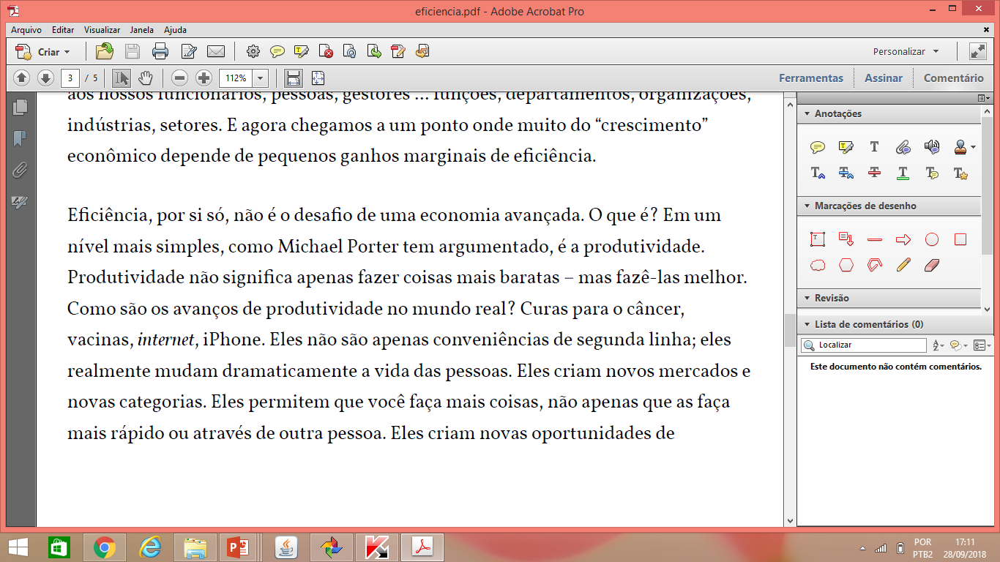 eficiencia.pdf - Adobe Acrobat Pro
Arquivo Editar Visualizar Janela Ajuda
Criar
Personalizar
3 / 5
112%
Ferramentas Assinar Comentário
aos nossos funcionários, pessoas, gestores ... funções, departamentos, organizações,
indústrias, setores. E agora chegamos a um ponto onde muito do “crescimento”
econômico depende de pequenos ganhos marginais de eficiência.
Eficiência, por si só, não é o desafio de uma economia avançada. O que é? Em um
nível mais simples, como Michael Porter tem argumentado, é a produtividade.
Produtividade não significa apenas fazer coisas mais baratas – mas fazê-las melhor.
Como são os avanços de produtividade no mundo real? Curas para o câncer,
vacinas, internet, iPhone. Eles não são apenas conveniências de segunda linha; eles
realmente mudam dramaticamente a vida das pessoas. Eles criam novos mercados e
novas categorias. Eles permitem que você faça mais coisas, não apenas que as faça
mais rápido ou através de outra pessoa. Eles criam novas oportunidades de
Anotações
Marcações de desenho
Revisão
Lista de comentários (0)
Localizar
Este documento não contém comentários.
POR
PTB2
17:11
28/09/2018